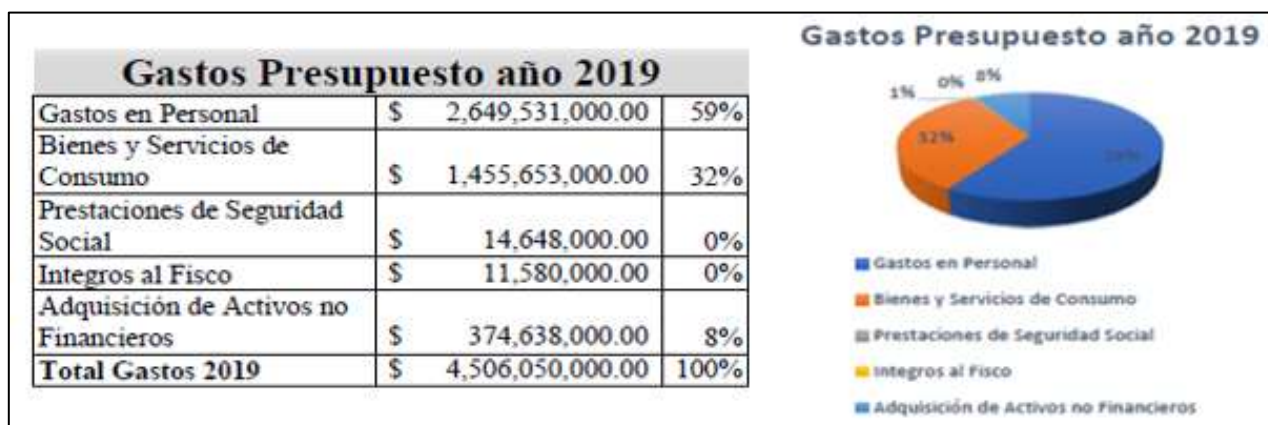 Gastos Presupuesto año 2019
Gastos en Personal $ 2,649,531,000.00 59%
Bienes y Servicios de
Consumo $ 1,455,653,000.00 32%
Prestaciones de Seguridad
Social $ 14,648,000.00 0%
Integros al Fisco $ 11,580,000.00 0%
Adquisición de Activos no
Financieros $ 374,638,000.00 8%
Total Gastos 2019 $ 4,506,050,000.00 100%
Gastos Presupuesto año 2019
1% 0% 8%
32%
Gastos en Personal
Bienes y Servicios de Consumo
Prestaciones de Seguridad Social
Integros al Fisco
Adquisición de Activos no Financieros